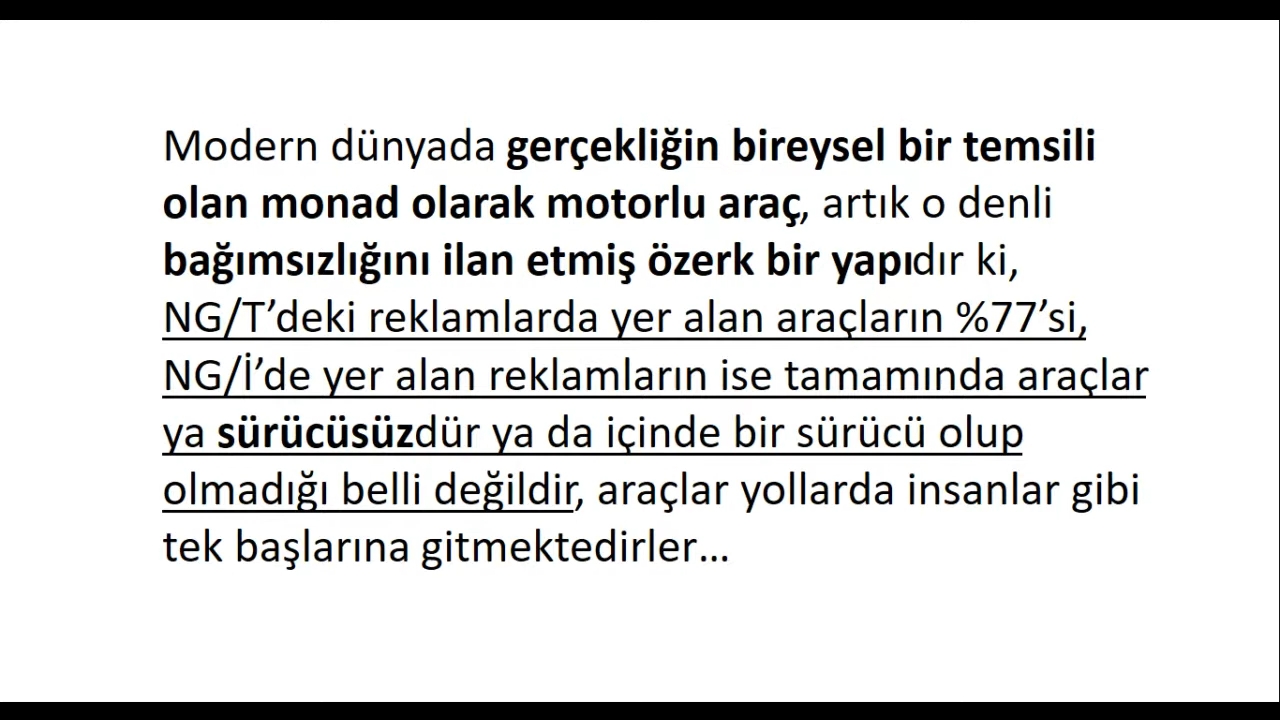 Modern dünyada gerçekliğin bireysel bir temsili
olan monad olarak motorlu araç, artık o denli
bağımsızlığını ilan etmiş özerk bir yapıdır ki,
NG/T’deki reklamlarda yer alan araçların %77’si,
NG/İ’de yer alan reklamların ise tamamında araçlar
ya sürücüsüzdür ya da içinde bir sürücü olup
olmadığı belli değildir, araçlar yollarda insanlar gibi
tek başlarına gitmektedirler…